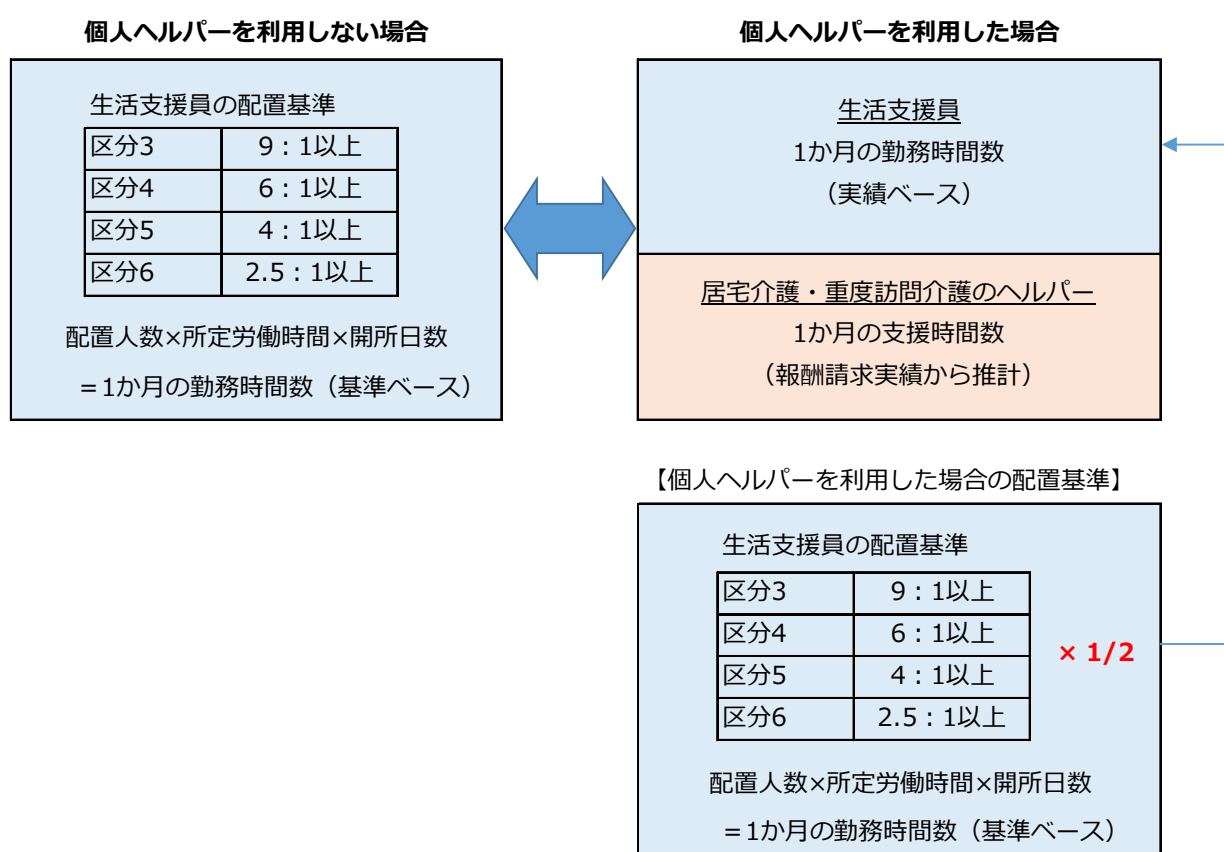 個人ヘルパーを利用しない場合
生活支援員の配置基準
区分3 9：1以上
区分4 6：1以上
区分5 4：1以上
区分6 2.5：1以上
配置人数×所定労働時間×開所日数
＝1か月の勤務時間数（基準ベース）
個人ヘルパーを利用した場合
生活支援員
1か月の勤務時間数
（実績ベース）
居宅介護・重度訪問介護のヘルパー
1か月の支援時間数
（報酬請求実績から推計）
【個人ヘルパーを利用した場合の配置基準】
生活支援員の配置基準
区分3 9：1以上
区分4 6：1以上
区分5 4：1以上
区分6 2.5：1以上
× 1/2
配置人数×所定労働時間×開所日数
＝1か月の勤務時間数（基準ベース）